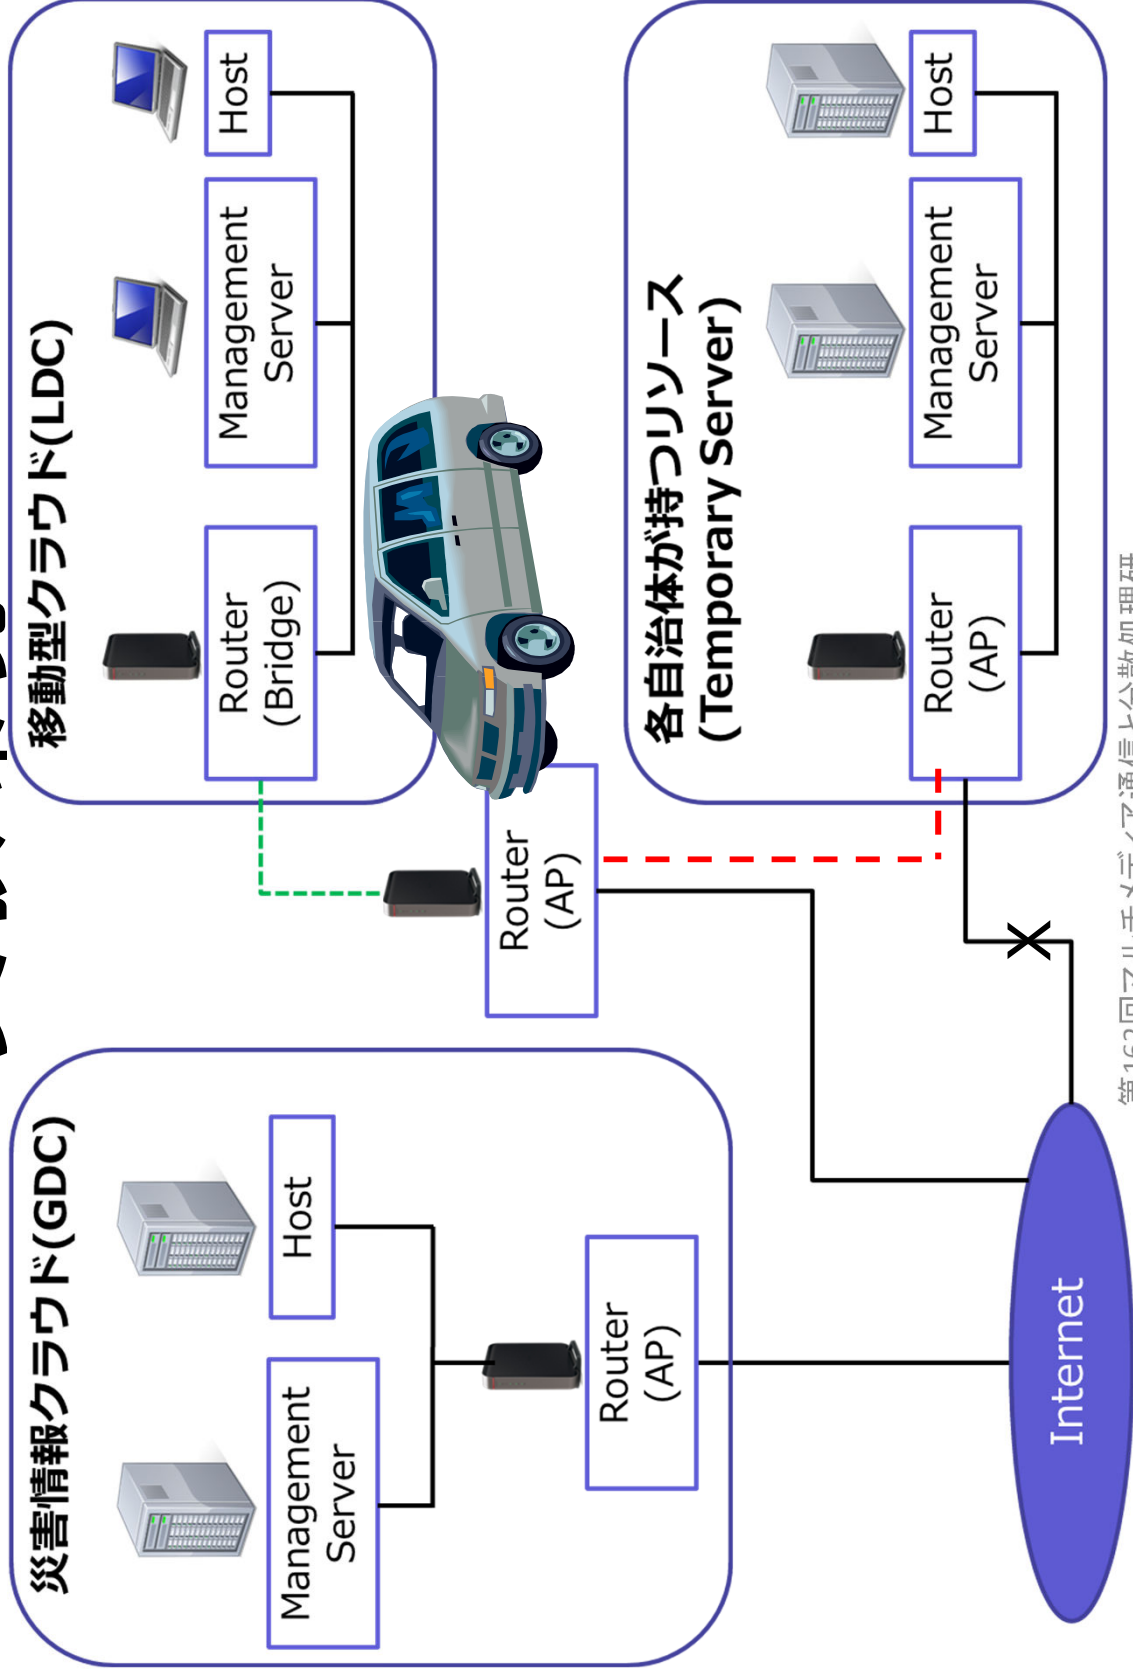 災害情報クラウド(GDC)
Management
Server
Host
Router
(AP)
Internet
Router
(AP)
移動型クラウド(LDC)
Router
(Bridge)
Management
Server
Host
各自治体が持つリソース
(Temporary Server)
Router
(AP)
Management
Server
Host
X